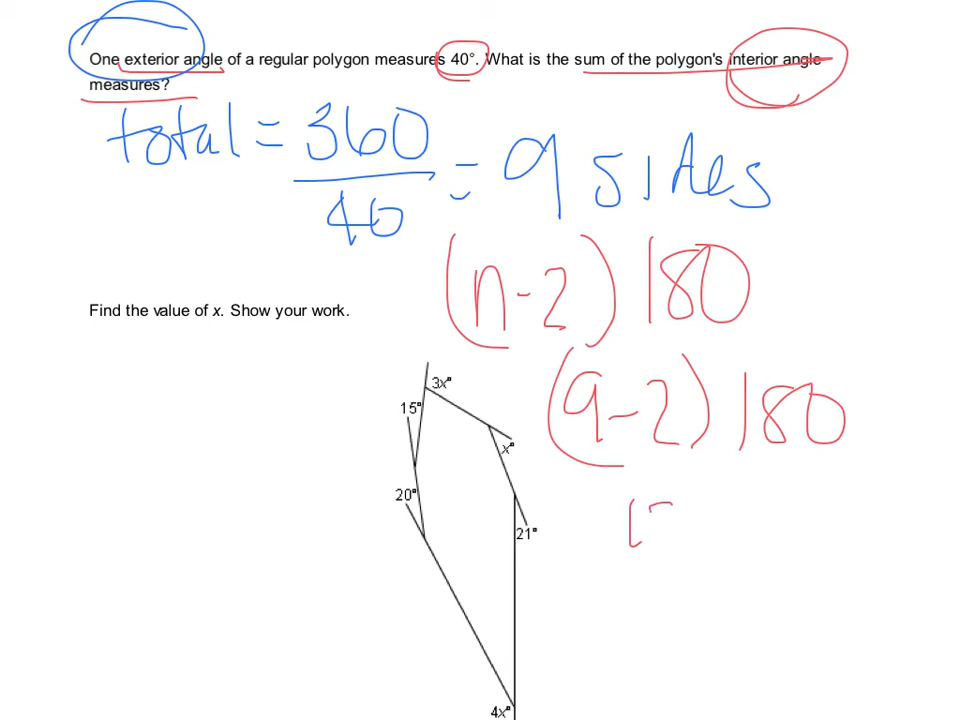 One exterior angle of a regular polygon measures 40°. What is the sum of the polygon's interior angle
measures?
total = 360
40
= 9 sides
(n-2) 180
Find the value of x. Show your work.
(9-2) 180
3x°
15°
x°
20°
21°
4x°